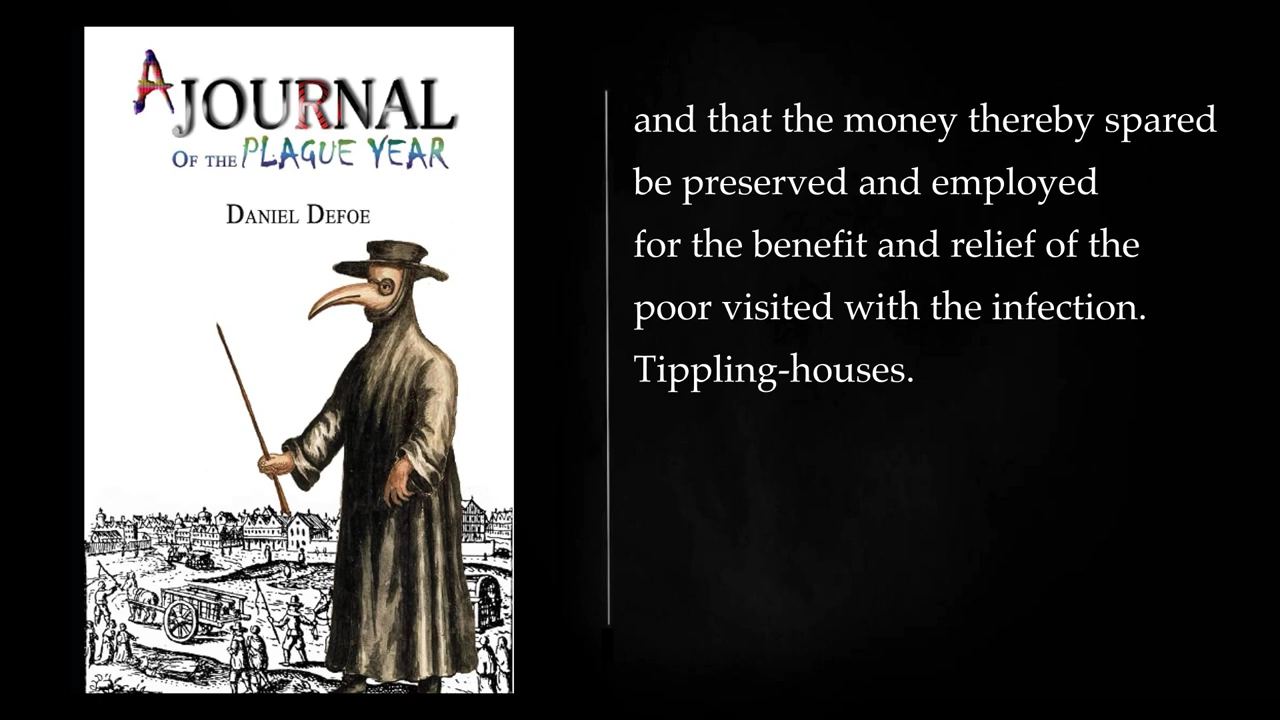 A JOURNAL
OF THE PLAGUE YEAR
DANIEL DEFOE
and that the money thereby spared
be preserved and employed
for the benefit and relief of the
poor visited with the infection.
Tippling-houses.